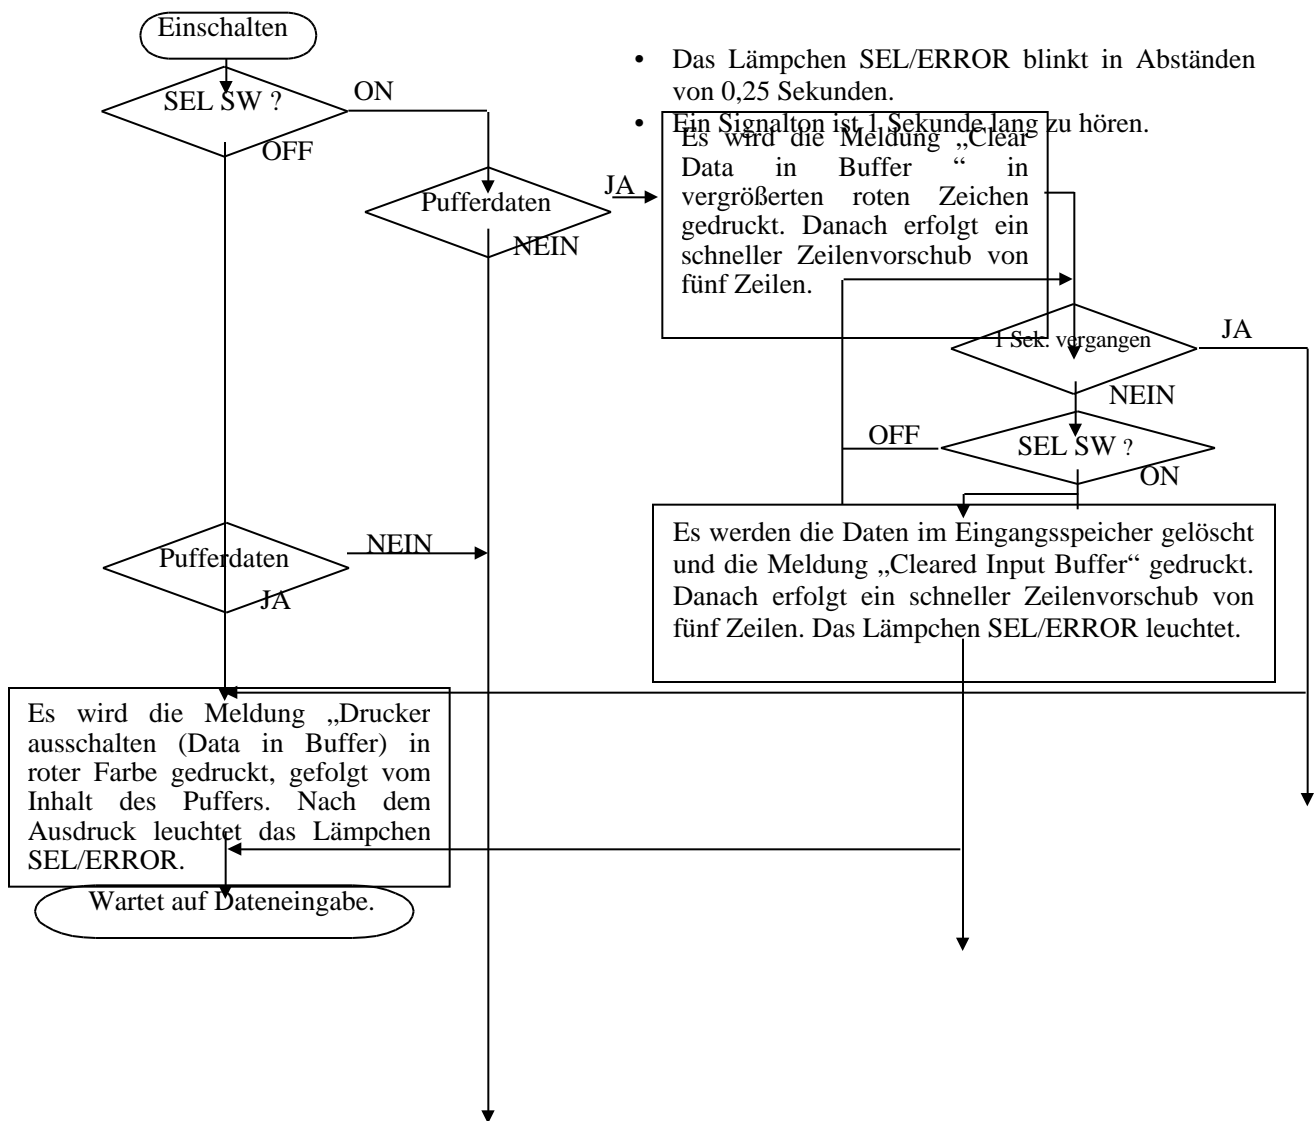 Einschalten
SEL SW ?
ON
OFF
• Das Lämpchen SEL/ERROR blinkt in Abständen
von 0,25 Sekunden.
• Ein Signalton ist 1 Sekunde lang zu hören.
Pufferdaten
JA
NEIN
Es wird die Meldung „Clear
Data in Buffer “ in
vergrößerten roten Zeichen
gedruckt. Danach erfolgt ein
schneller Zeilenvorschub von
fünf Zeilen.
1 Sek. vergangen
JA
NEIN
OFF
SEL SW ?
ON
Es werden die Daten im Eingangsspeicher gelöscht
und die Meldung „Cleared Input Buffer“ gedruckt.
Danach erfolgt ein schneller Zeilenvorschub von
fünf Zeilen. Das Lämpchen SEL/ERROR leuchtet.
Pufferdaten
NEIN
JA
Es wird die Meldung „Drucker
ausschalten (Data in Buffer) in
roter Farbe gedruckt, gefolgt vom
Inhalt des Puffers. Nach dem
Ausdruck leuchtet das Lämpchen
SEL/ERROR.
Wartet auf Dateneingabe.